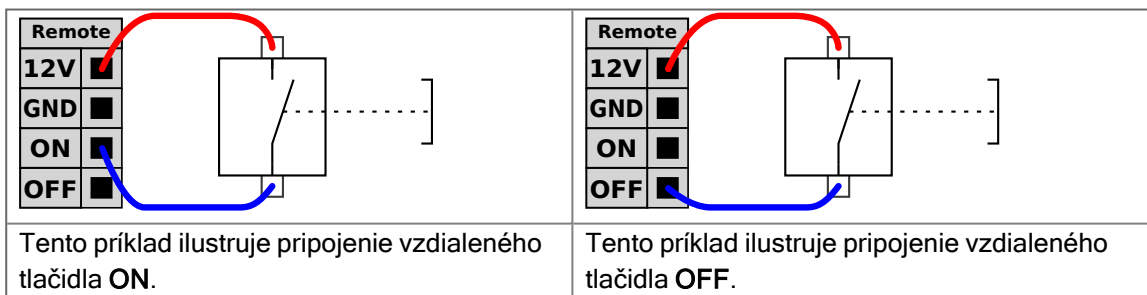 Remote
12V
GND
ON
OFF
Remote
12V
GND
ON
OFF
Tento príklad ilustruje pripojenie vzdialeného
tlačidla ON.
Tento príklad ilustruje pripojenie vzdialeného
tlačidla OFF.